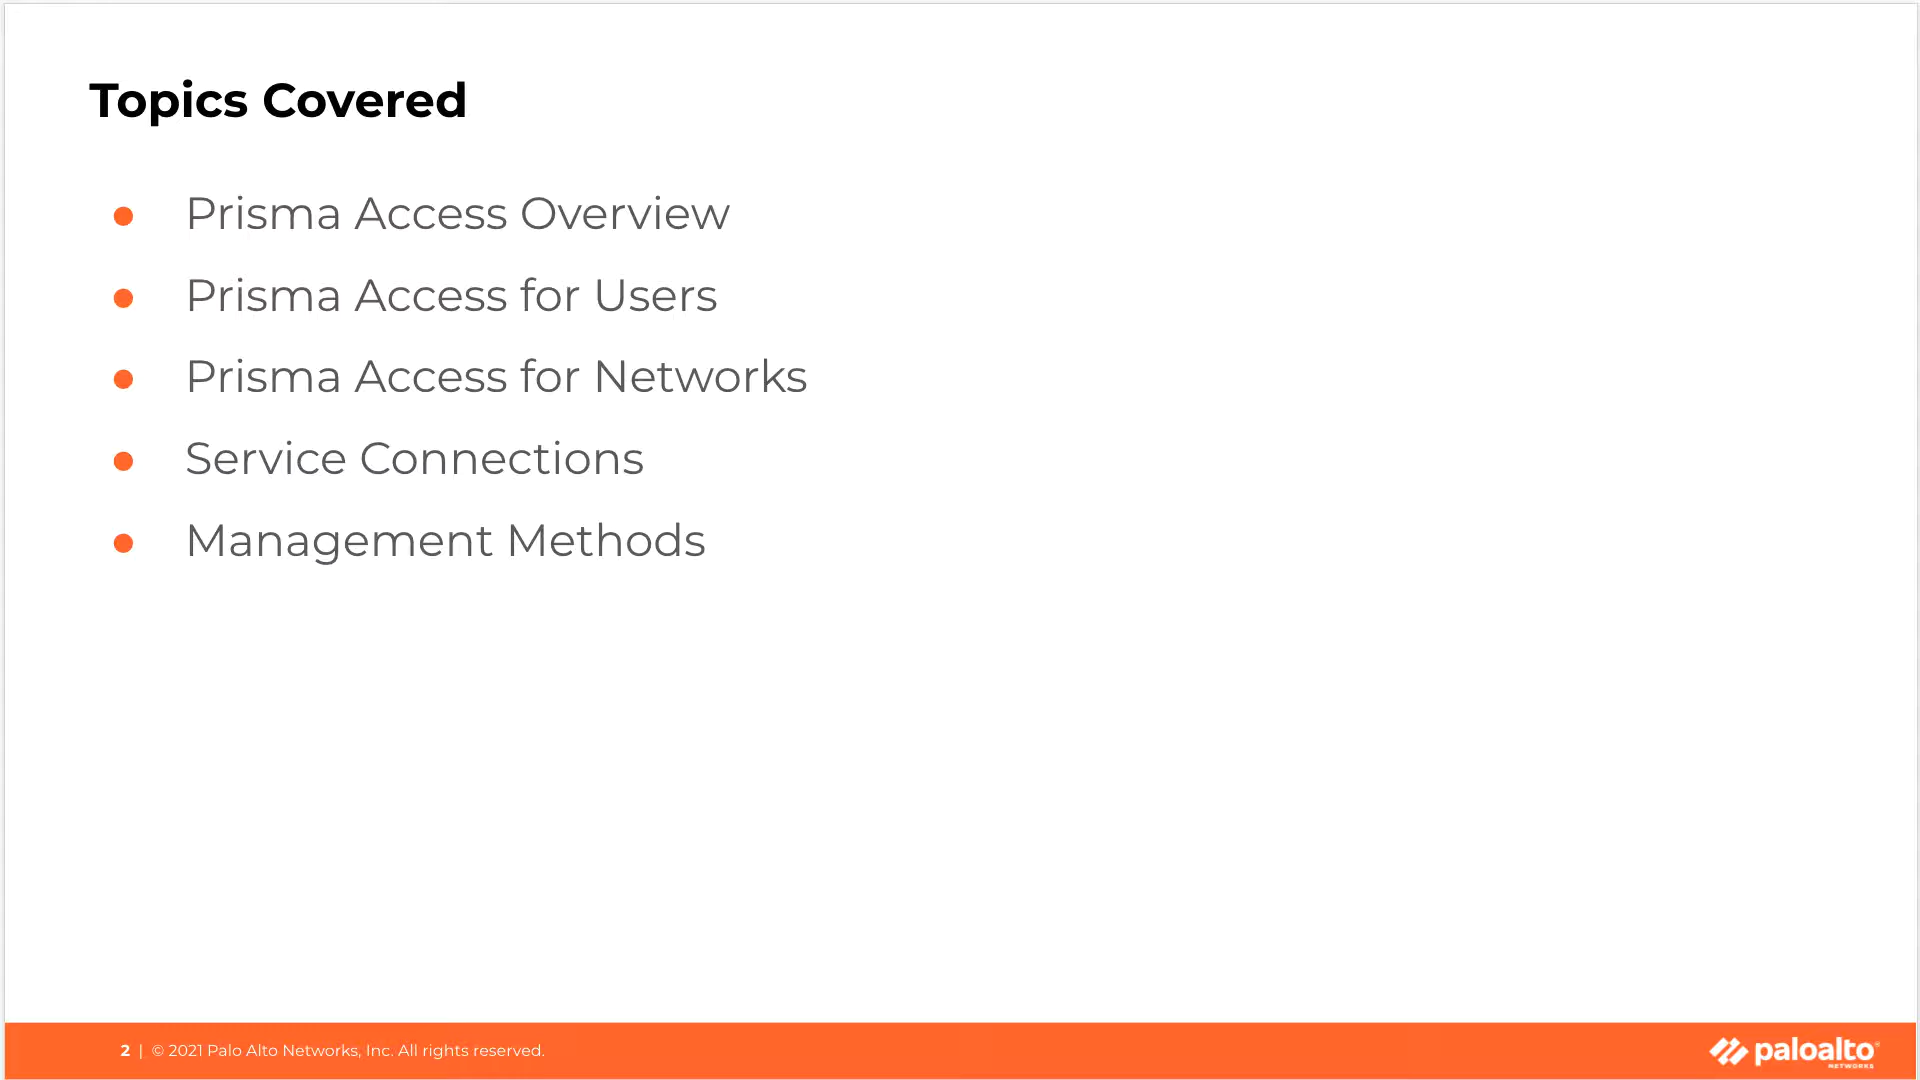 Topics Covered
● Prisma Access Overview
● Prisma Access for Users
● Prisma Access for Networks
● Service Connections
● Management Methods
2 | © 2021 Palo Alto Networks, Inc. All rights reserved.
paloalto®
NETWORKS